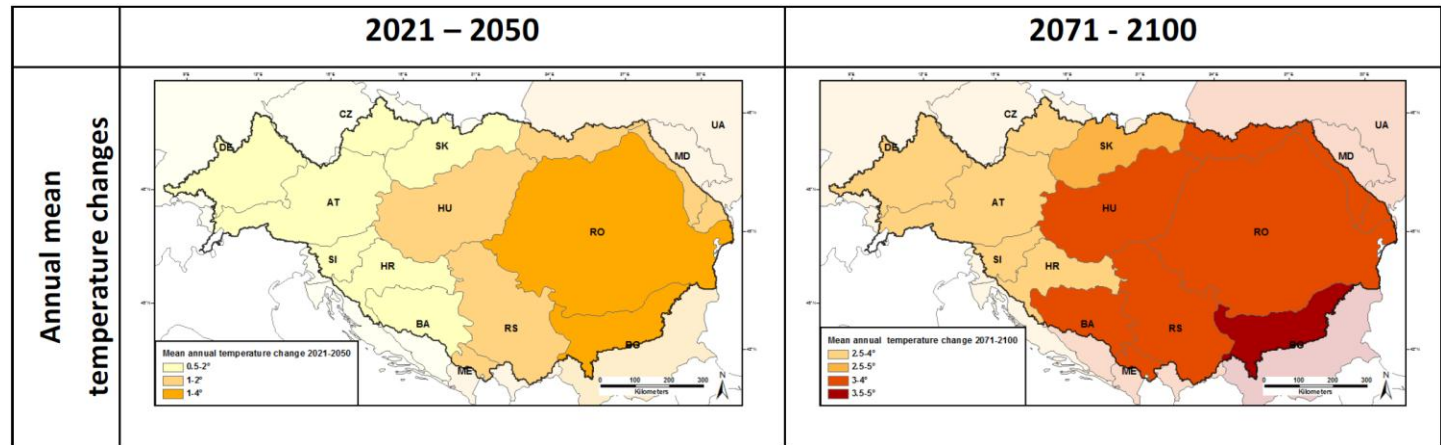 2021 – 2050
2071 - 2100
Annual mean
temperature changes
CZ
UA
DE
SK
MD
AT
HU
RO
SI
HR
BA
RS
ME
BG
Mean annual temperature change 2021-2050
0.5-2°
1-2°
1-4°
0 50 100 200 300
Kilometers
N
CZ
UA
DE
SK
MD
AT
HU
RO
SI
HR
BA
RS
ME
BG
Mean annual temperature change 2071-2100
2.5-4°
2.5-5°
3-4°
3.5-5°
0 50 100 200 300
Kilometers
N